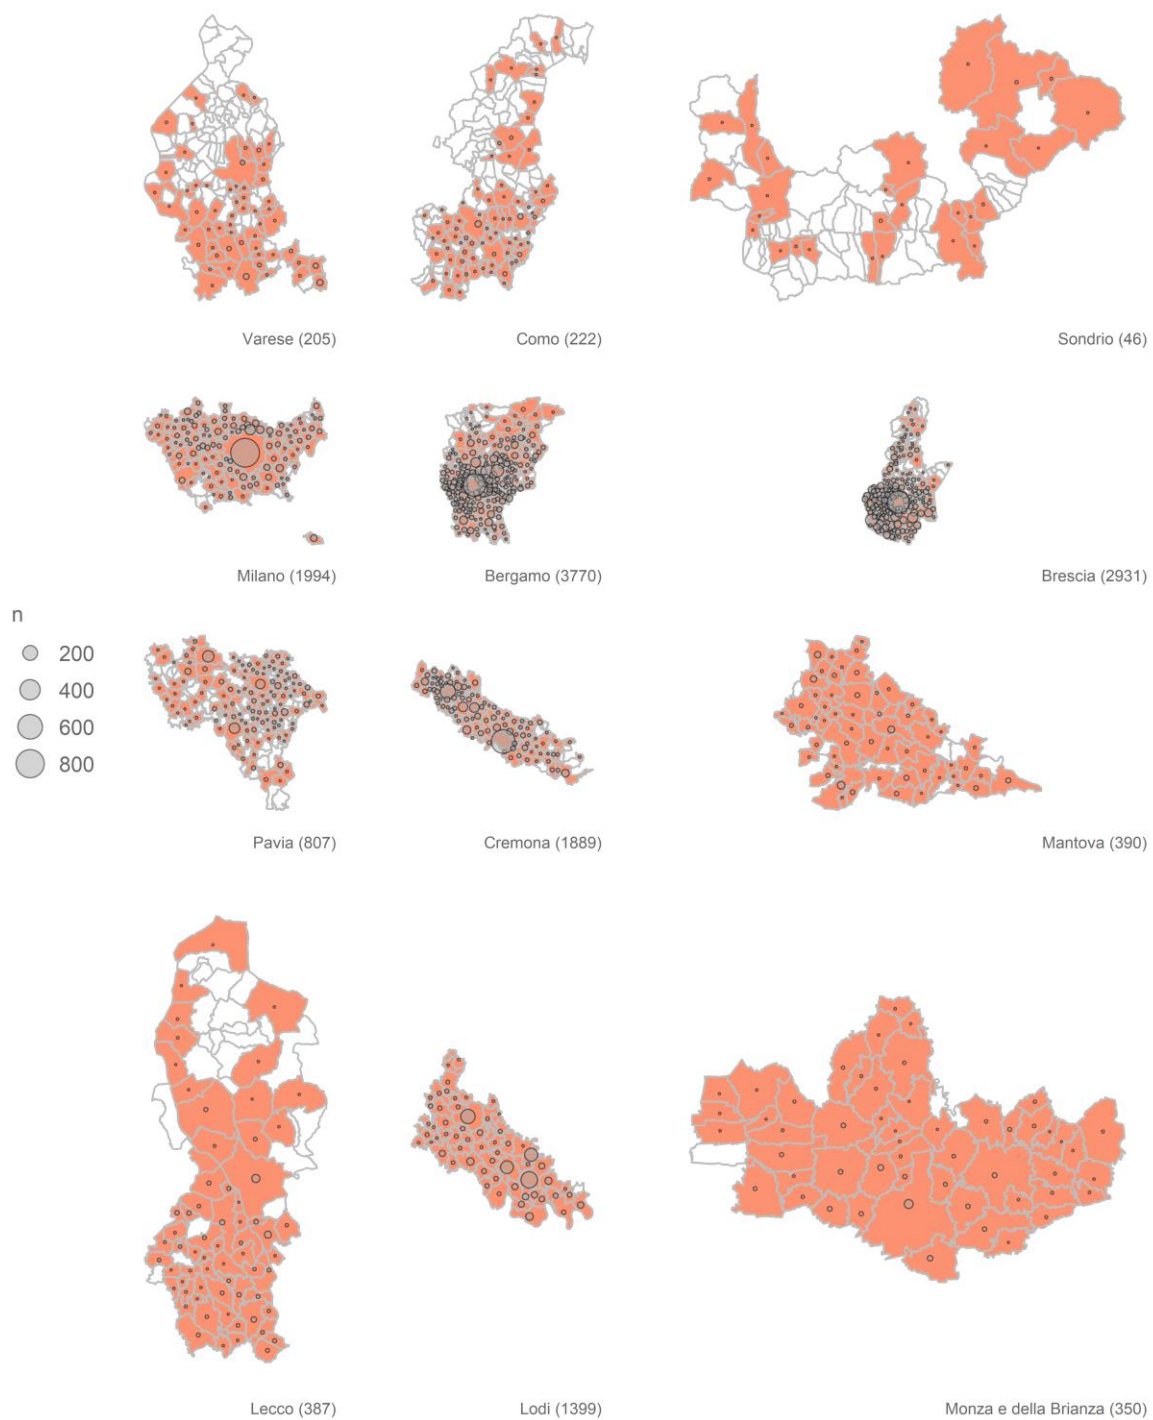 Varese (205)
Como (222)
Sondrio (46)
Milano (1994)
Bergamo (3770)
Brescia (2931)
n
200
400
600
800
Pavia (807)
Cremona (1889)
Mantova (390)
Lecco (387)
Lodi (1399)
Monza e della Brianza (350)